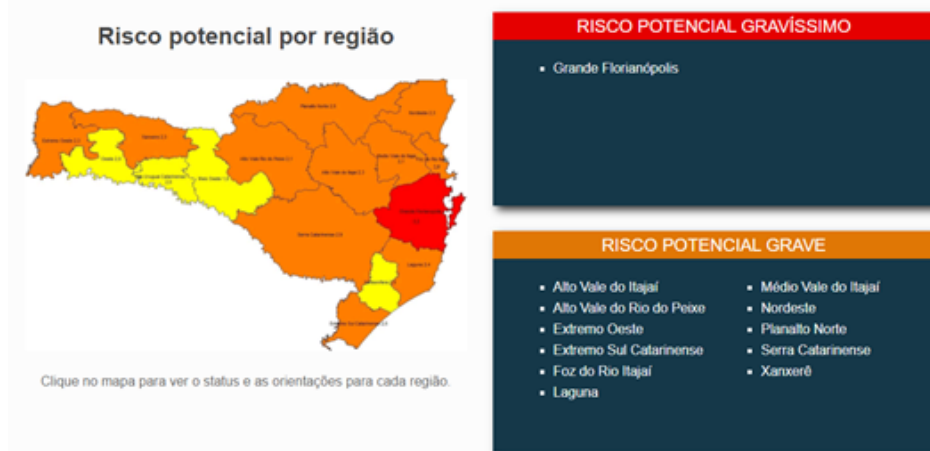 Risco potencial por região
Clique no mapa para ver o status e as orientações para cada região.
RISCO POTENCIAL GRAVÍSSIMO
▪ Grande Florianópolis
RISCO POTENCIAL GRAVE
▪ Alto Vale do Itajaí
▪ Alto Vale do Rio do Peixe
▪ Extremo Oeste
▪ Extremo Sul Catarinense
▪ Foz do Rio Itajaí
▪ Laguna
▪ Médio Vale do Itajaí
▪ Nordeste
▪ Planalto Norte
▪ Serra Catarinense
▪ Xanxerê